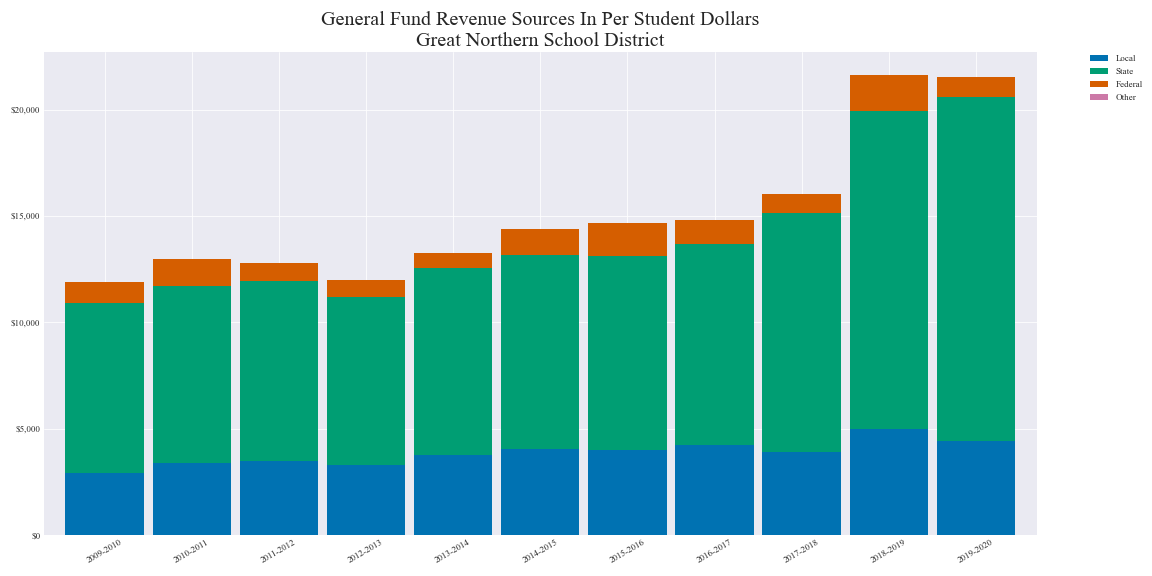 General Fund Revenue Sources In Per Student Dollars
Great Northern School District
Local
State
Federal
Other
$20,000
$15,000
$10,000
$5,000
$0
2009-2010
2010-2011
2011-2012
2012-2013
2013-2014
2014-2015
2015-2016
2016-2017
2017-2018
2018-2019
2019-2020